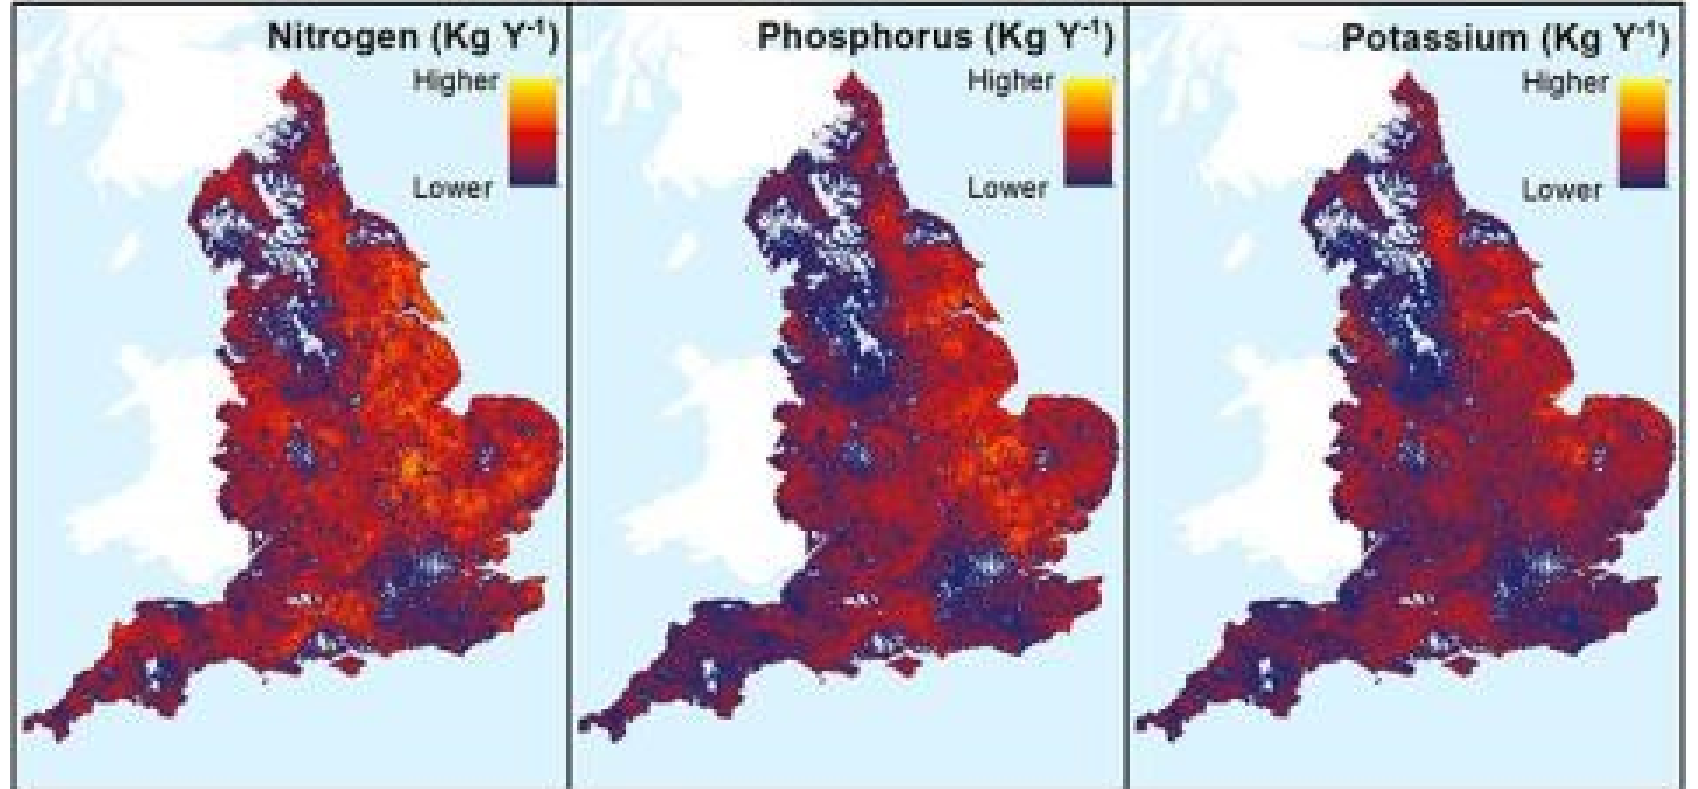 Nitrogen (Kg Y-1)
Higher
Lower
Phosphorus (Kg Y-1)
Higher
Lower
Potassium (Kg Y-1)
Higher
Lower